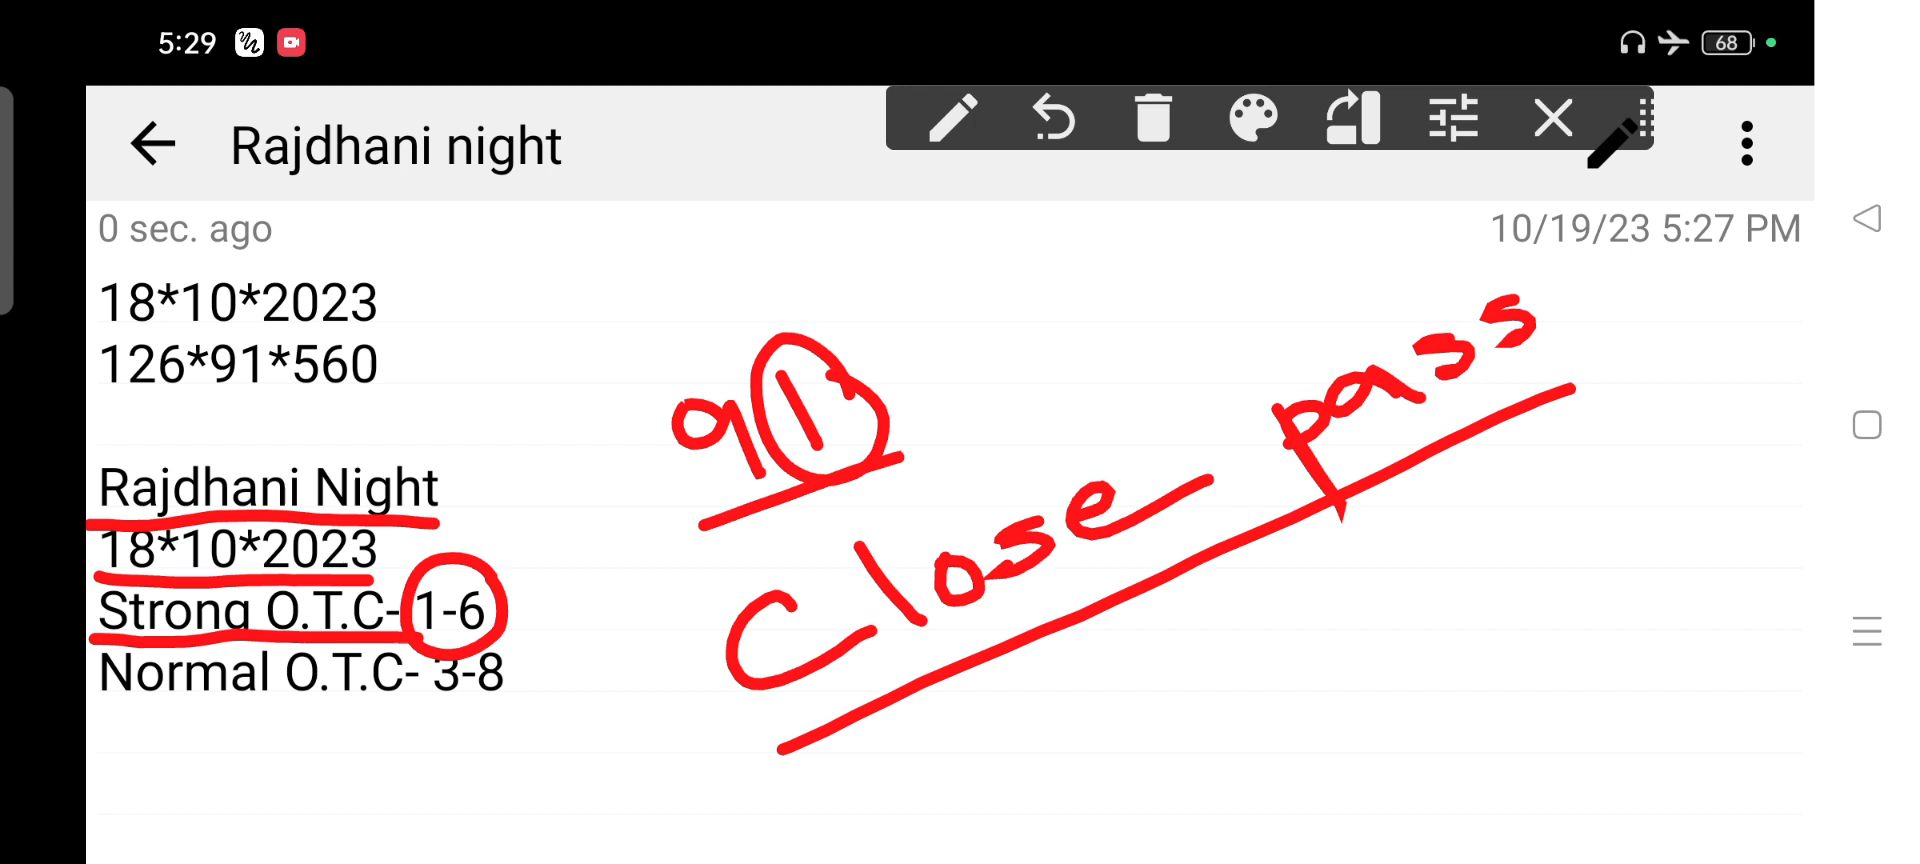 5:29
68
Rajdhani night
0 sec. ago
10/19/23 5:27 PM
18*10*2023
126*91*560
91
Close pass
Rajdhani Night
18*10*2023
Strong O.T.C- 1-6
Normal O.T.C- 3-8